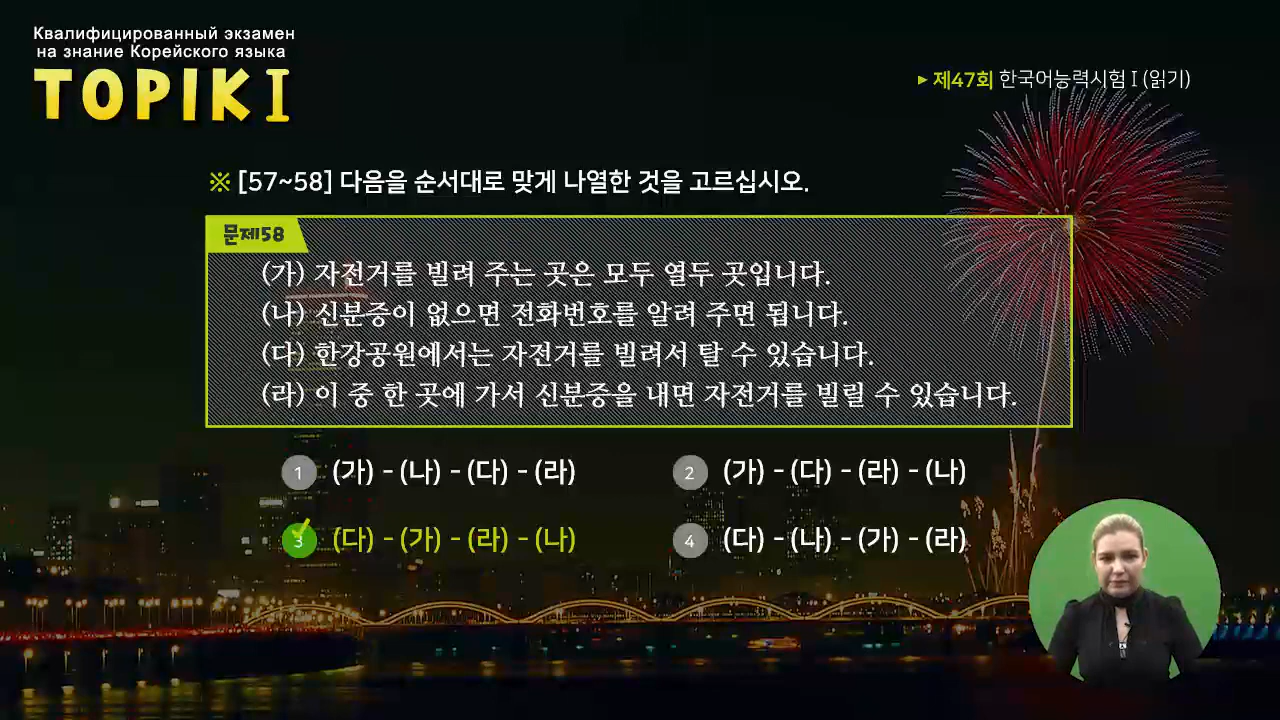 Квалифицированный экзамен
на знание Корейского языка
TOPIK I
▸ 제47회 한국어능력시험 I (읽기)
※ [57~58] 다음을 순서대로 맞게 나열한 것을 고르십시오.
문제58
(가) 자전거를 빌려 주는 곳은 모두 열두 곳입니다.
(나) 신분증이 없으면 전화번호를 알려 주면 됩니다.
(다) 한강공원에서는 자전거를 빌려서 탈 수 있습니다.
(라) 이 중 한 곳에 가서 신분증을 내면 자전거를 빌릴 수 있습니다.
1 (가) - (나) - (다) - (라)
2 (가) - (다) - (라) - (나)
3 (다) - (가) - (라) - (나)
4 (다) - (나) - (가) - (라)